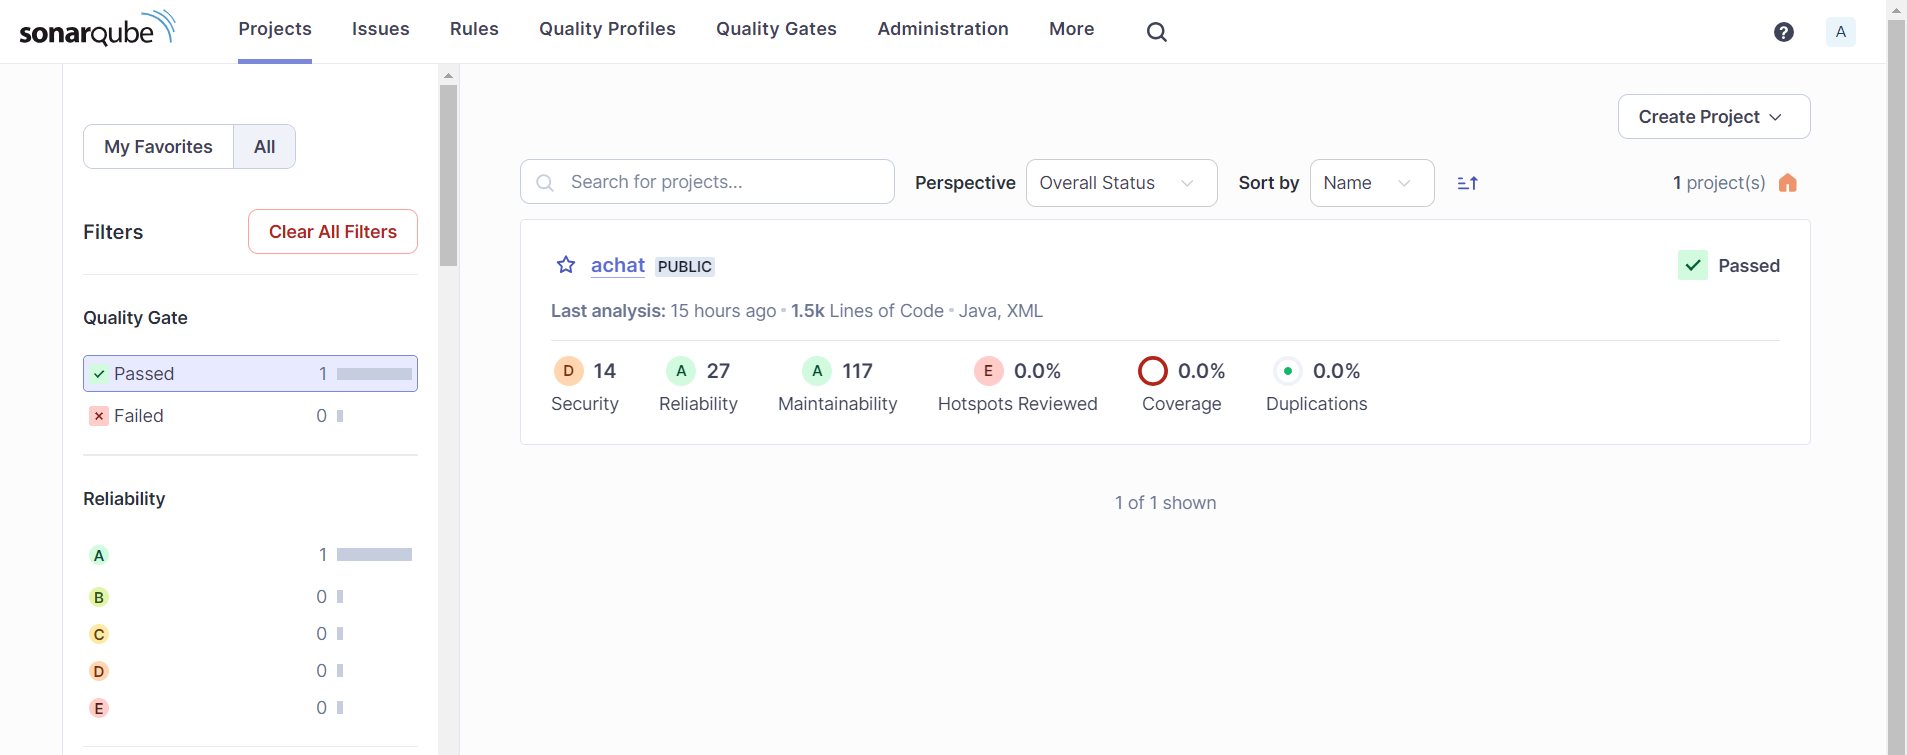 sonarqube Projects Issues Rules Quality Profiles Quality Gates Administration More ? A
My Favorites All
Filters Clear All Filters
Quality Gate
Passed 1
Failed 0
Reliability
A 1
B 0
C 0
D 0
E 0
Create Project
Search for projects... Perspective Overall Status Sort by Name 1 project(s)
achat PUBLIC Passed
Last analysis: 15 hours ago • 1.5k Lines of Code • Java, XML
D 14 A 27 A 117 E 0.0% 0.0% 0.0%
Security Reliability Maintainability Hotspots Reviewed Coverage Duplications
1 of 1 shown